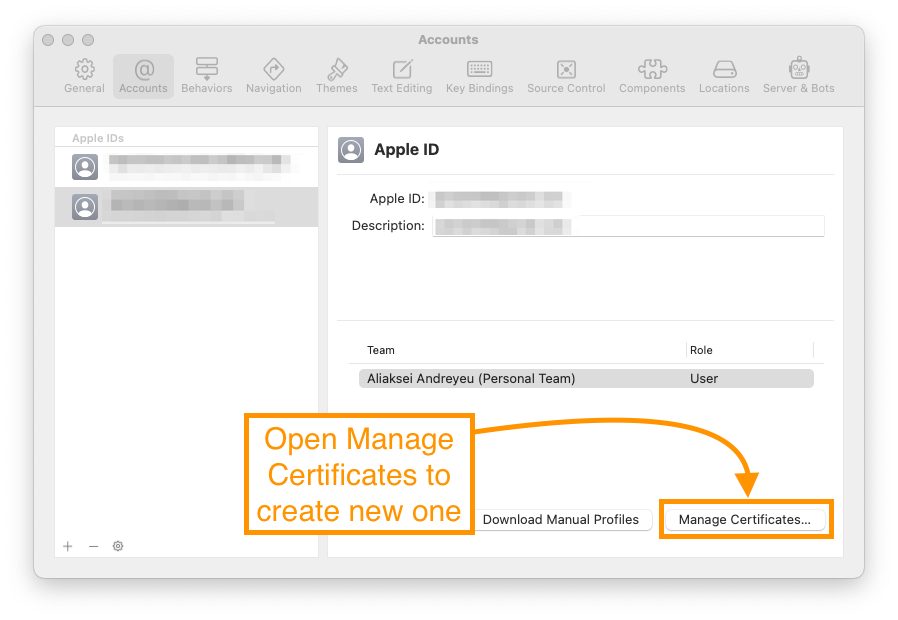 Accounts
General
Accounts
Behaviors
Navigation
Themes
Text Editing
Key Bindings
Source Control
Components
Locations
Server & Bots
Apple IDs
Apple ID
Apple ID:
Description:
Team Role
Aliaksei Andreyeu (Personal Team) User
Open Manage
Certificates to
create new one
Download Manual Profiles
Manage Certificates...